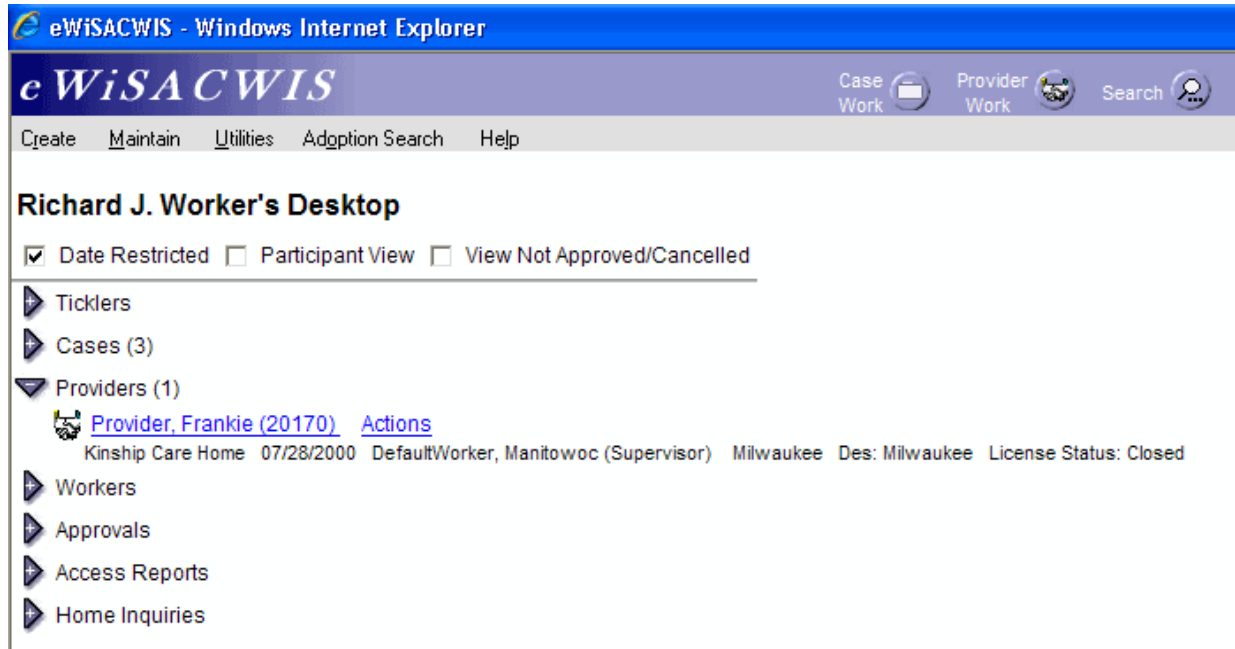 eWiSACWIS - Windows Internet Explorer
e WiSACWIS
Case Work
Provider Work
Search
Create Maintain Utilities Adoption Search Help
Richard J. Worker's Desktop
Date Restricted Participant View View Not Approved/Cancelled
Ticklers
Cases (3)
Providers (1)
Provider, Frankie (20170) Actions
Kinship Care Home 07/28/2000 DefaultWorker, Manitowoc (Supervisor) Milwaukee Des: Milwaukee License Status: Closed
Workers
Approvals
Access Reports
Home Inquiries